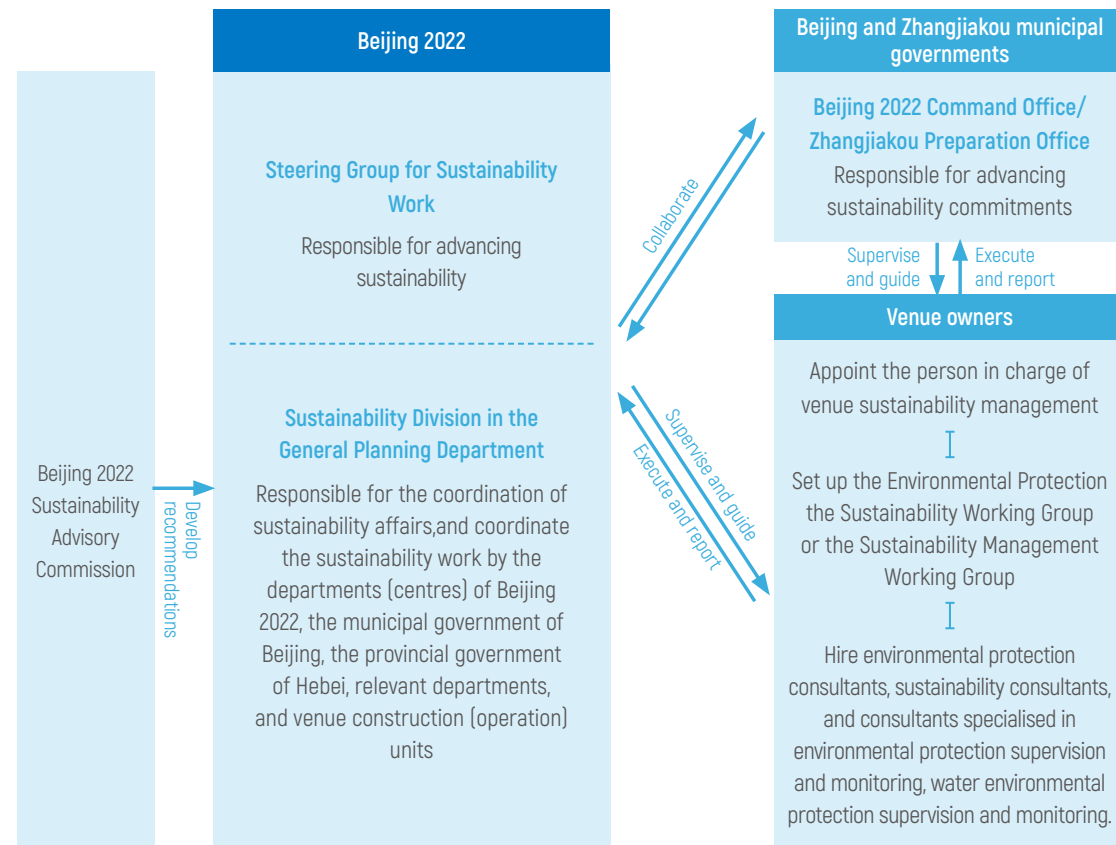 Beijing 2022
Sustainability
Advisory
Commission
Develop
recommendations
Beijing 2022
Steering Group for Sustainability
Work
Responsible for advancing
sustainability
Sustainability Division in the
General Planning Department
Responsible for the coordination of
sustainability affairs,and coordinate
the sustainability work by the
departments (centres) of Beijing
2022, the municipal government of
Beijing, the provincial government
of Hebei, relevant departments,
and venue construction (operation)
units
Collaborate
Supervise and guide
Execute and report
Beijing and Zhangjiakou municipal
governments
Beijing 2022 Command Office/
Zhangjiakou Preparation Office
Responsible for advancing
sustainability commitments
Supervise
and guide
Execute
and report
Venue owners
Appoint the person in charge of
venue sustainability management
Set up the Environmental Protection
the Sustainability Working Group
or the Sustainability Management
Working Group
Hire environmental protection
consultants, sustainability consultants,
and consultants specialised in
environmental protection supervision
and monitoring, water environmental
protection supervision and monitoring.